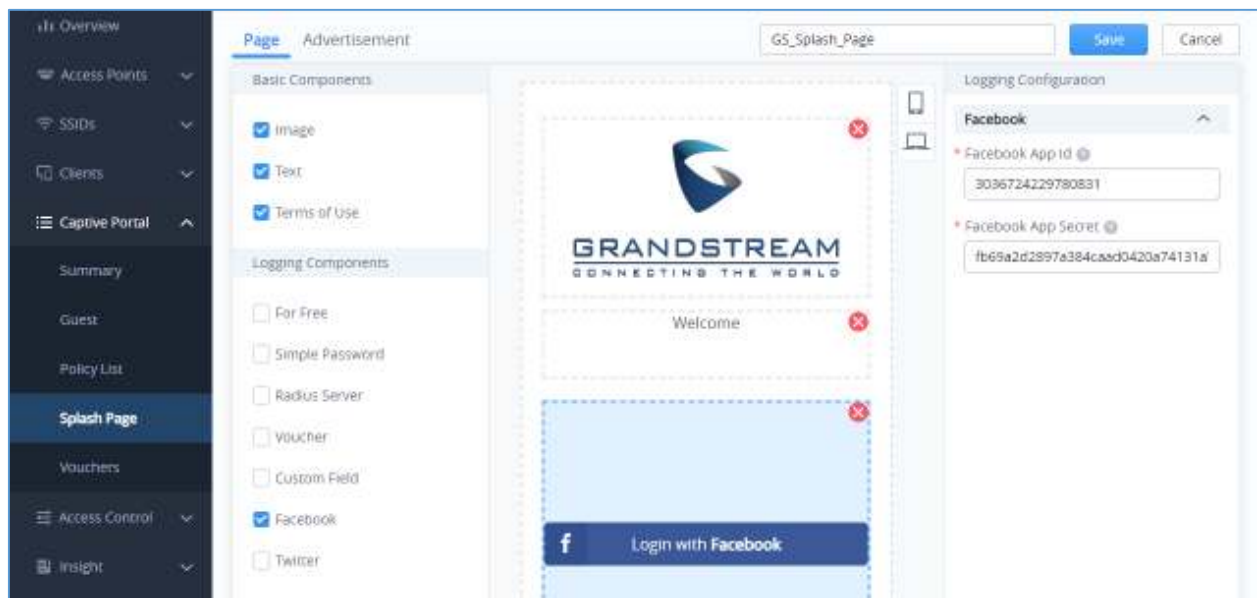 Overview
Access Points
SSIDs
Clients
Captive Portal
Summary
Guest
Policy List
Splash Page
Vouchers
Access Control
Insight
Page Advertisement
GS_Splash_Page
Save
Cancel
Basic Components
Image
Text
Terms of Use
Logging Components
For Free
Simple Password
Radius Server
Voucher
Custom Field
Facebook
Twitter
GRANDSTREAM
CONNECTING THE WORLD
Welcome
f Login with Facebook
Logging Configuration
Facebook
* Facebook App Id
3036724229780831
* Facebook App Secret
fb69a2d2897a384caad0420a74131a